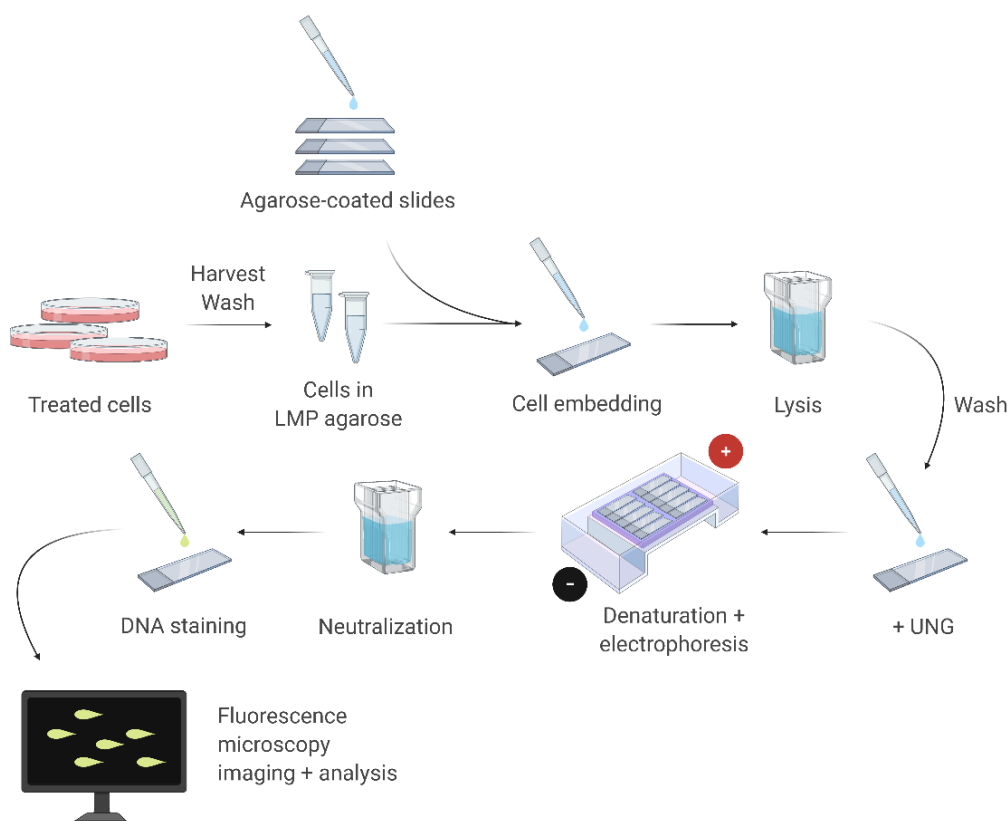 Agarose-coated slides
Harvest
Wash
Treated cells
Cells in
LMP agarose
Cell embedding
Lysis
Wash
+
-
+ UNG
Denaturation +
electrophoresis
Neutralization
DNA staining
Fluorescence
microscopy
imaging + analysis